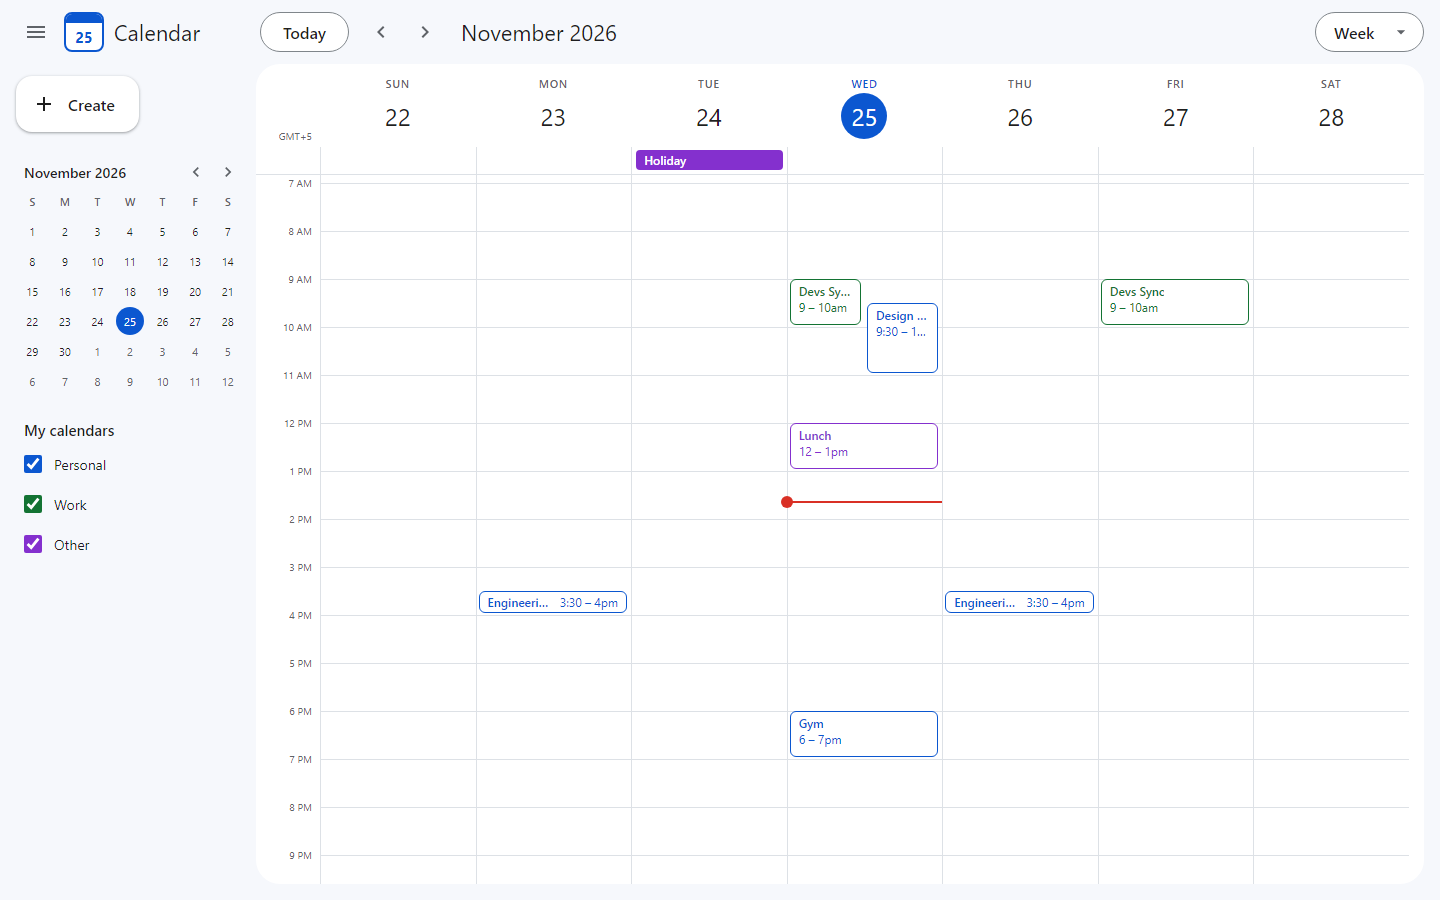 25
Calendar
Today
November 2026
Week
Create
November 2026
S M T W T F S
1 2 3 4 5 6 7
8 9 10 11 12 13 14
15 16 17 18 19 20 21
22 23 24 25 26 27 28
29 30 1 2 3 4 5
6 7 8 9 10 11 12
My calendars
Personal
Work
Other
SUN MON TUE WED THU FRI SAT
22 23 24 25 26 27 28
GMT+5
Holiday
7 AM
8 AM
9 AM
10 AM
11 AM
12 PM
1 PM
2 PM
3 PM
4 PM
5 PM
6 PM
7 PM
8 PM
9 PM
Engineeri... 3:30 – 4pm
Devs Sy...
9 – 10am
Design ...
9:30 – 1...
Lunch
12 – 1pm
Gym
6 – 7pm
Engineeri... 3:30 – 4pm
Devs Sync
9 – 10am